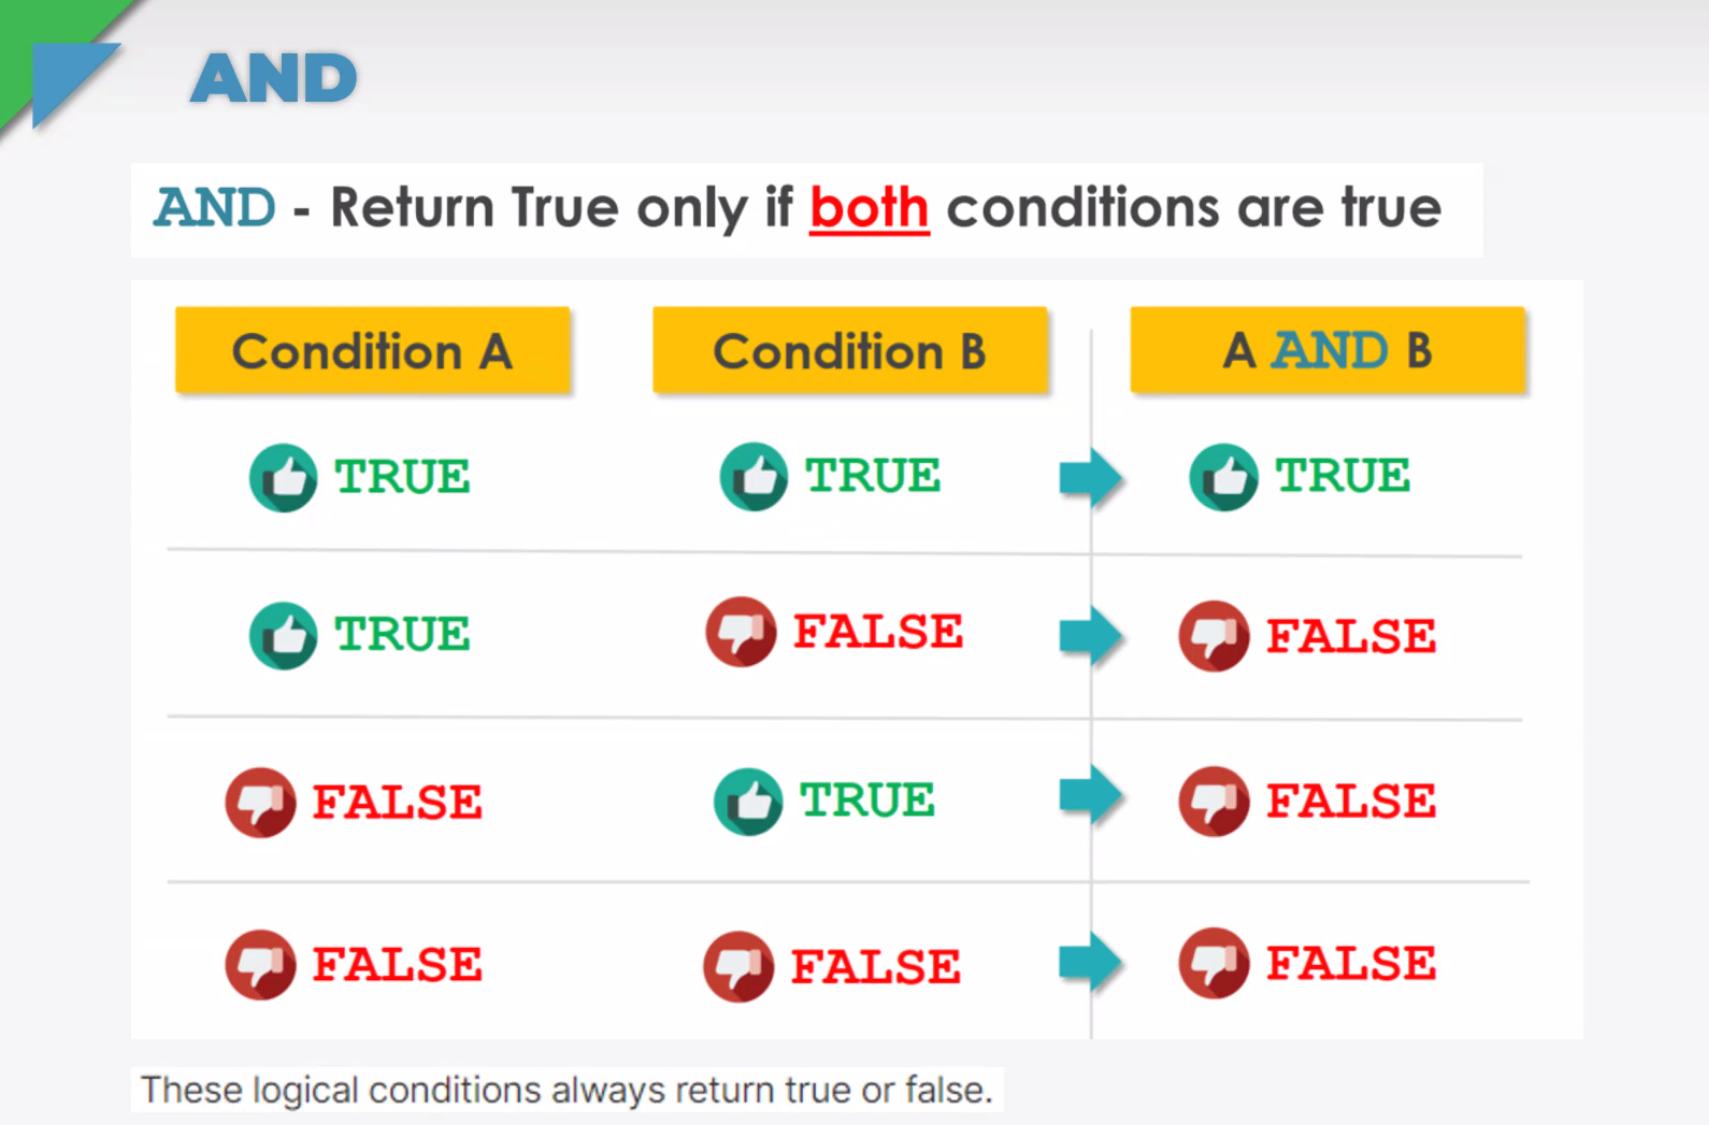 AND
AND - Return True only if both conditions are true
Condition A Condition B A AND B
TRUE TRUE TRUE
TRUE FALSE FALSE
FALSE TRUE FALSE
FALSE FALSE FALSE
These logical conditions always return true or false.